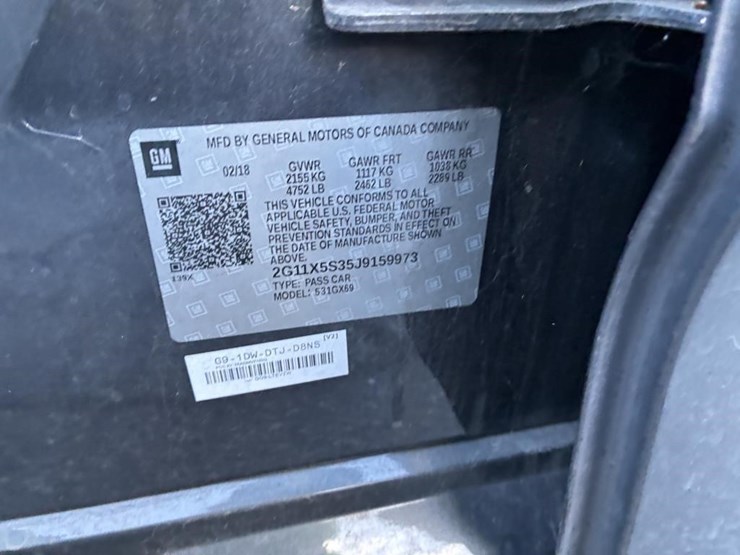 MFD BY GENERAL MOTORS OF CANADA COMPANY
GM
02/18 GVWR GAWR FRT GAWR RR
2155 KG 1117 KG 1038 KG
4752 LB 2462 LB 2289 LB
THIS VEHICLE CONFORMS TO ALL
APPLICABLE U.S. FEDERAL MOTOR
VEHICLE SAFETY, BUMPER, AND THEFT
PREVENTION STANDARDS IN EFFECT ON
THE DATE OF MANUFACTURE SHOWN
ABOVE.
2G11X5S35J9159973
TYPE: PASS CAR
MODEL: 531GX69
139X
G9-1DW-DTJ-D8N5 [V2]